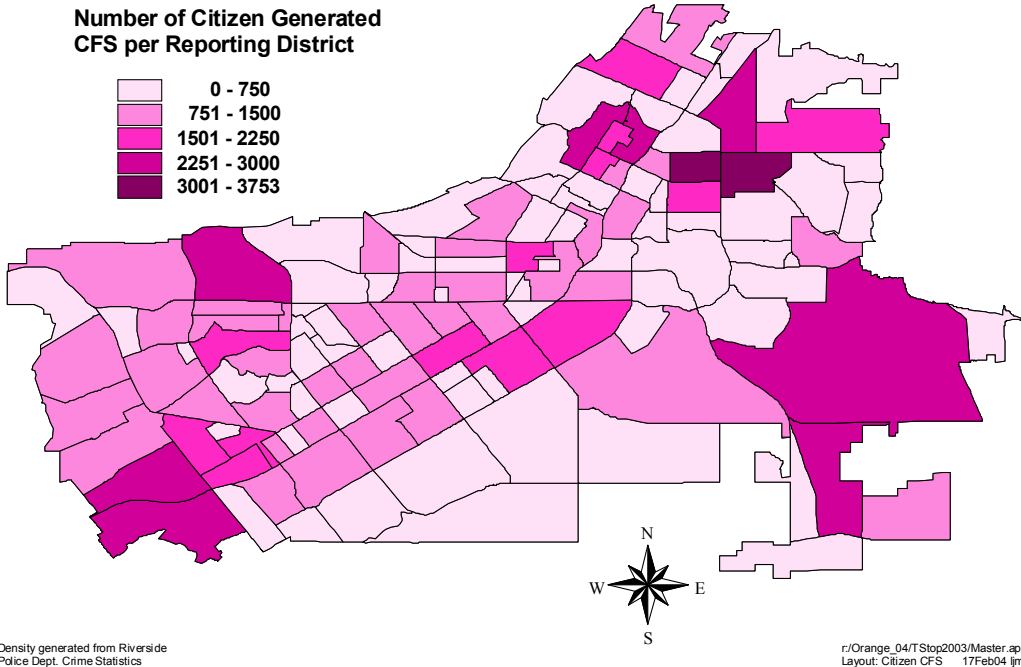 Number of Citizen Generated
CFS per Reporting District
0 - 750
751 - 1500
1501 - 2250
2251 - 3000
3001 - 3753
N
W E
S
Density generated from Riverside
Police Dept. Crime Statistics
r:/Orange_04/TStop2003/Master.ap
Layout: Citizen CFS 17Feb04